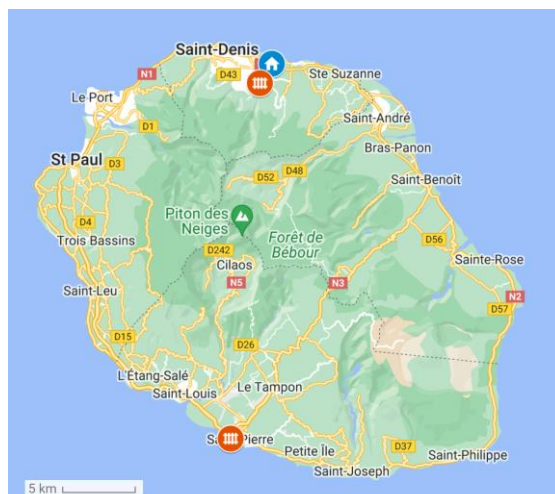 Saint-Denis
N1
D43
Ste Suzanne
Le Port
D1
Saint-André
Bras-Panon
St Paul
D3
D48
D52
Saint-Benoît
Piton des
Neiges
D4
Forêt de
Bébour
Trois Bassins
D242
D56
Cilaos
Sainte-Rose
N5
N3
N2
Saint-Leu
D57
D15
D26
L'Étang-Salé
Le Tampon
Saint-Louis
Petite Île
D37
Saint-Philippe
Saint-Joseph
5 km